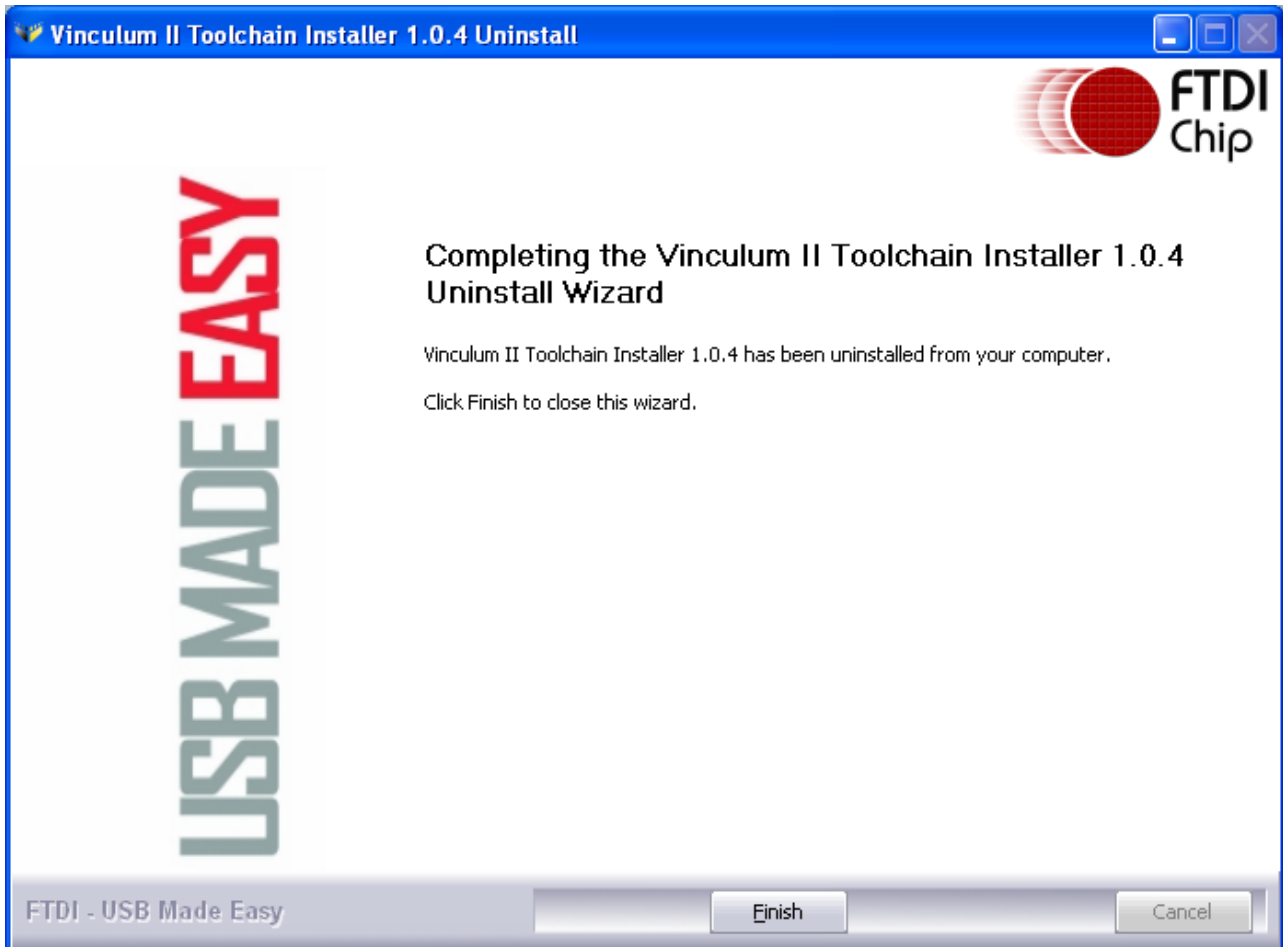 Vinculum II Toolchain Installer 1.0.4 Uninstall
FTDI
Chip
USB MADE EASY
Completing the Vinculum II Toolchain Installer 1.0.4
Uninstall Wizard
Vinculum II Toolchain Installer 1.0.4 has been uninstalled from your computer.
Click Finish to close this wizard.
FTDI - USB Made Easy
Finish
Cancel